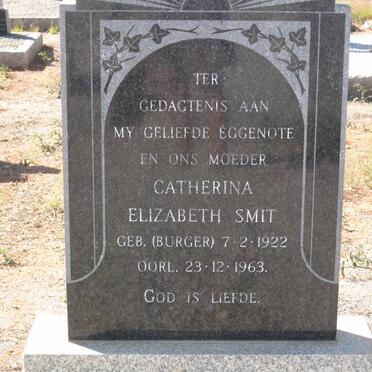 TER
GEDAGTENIS AAN
MY GELIEFDE EGGENOTE
EN ONS MOEDER
CATHERINA
ELIZABETH SMIT
GEB. (BURGER) 7·2·1922
OORL. 23·12·1963.
GOD IS LIEFDE.